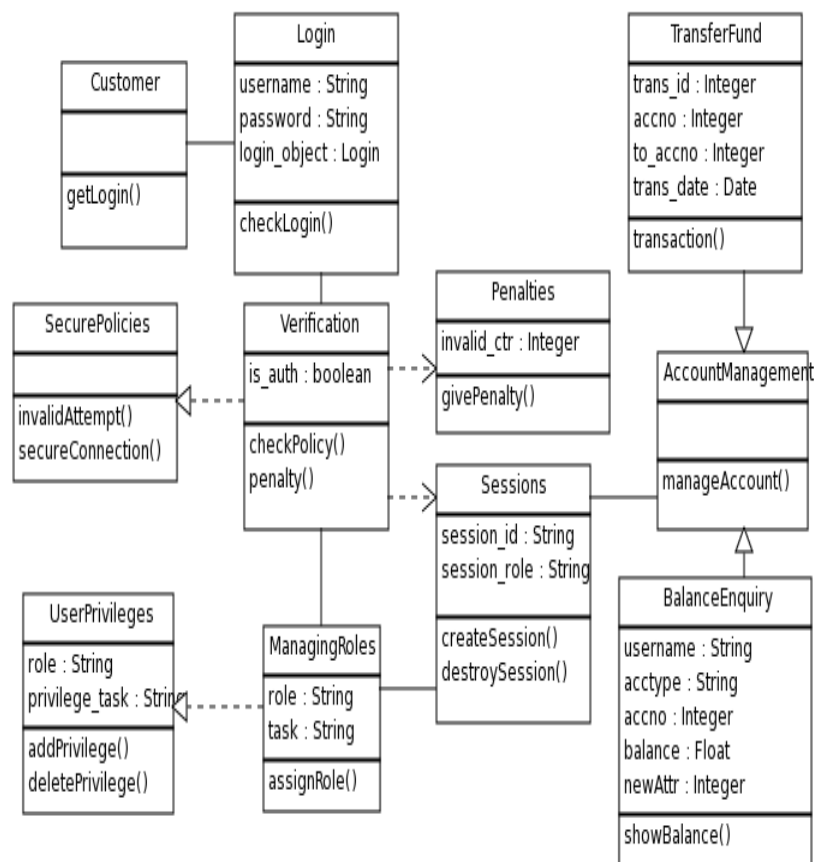 Customer
getLogin()
Login
username : String
password : String
login_object : Login
checkLogin()
TransferFund
trans_id : Integer
accno : Integer
to_accno : Integer
trans_date : Date
transaction()
SecurePolicies
invalidAttempt()
secureConnection()
Verification
is_auth : boolean
checkPolicy()
penalty()
Penalties
invalid_ctr : Integer
givePenalty()
AccountManagement
manageAccount()
Sessions
session_id : String
session_role : String
createSession()
destroySession()
UserPrivileges
role : String
privilege_task : String
addPrivilege()
deletePrivilege()
ManagingRoles
role : String
task : String
assignRole()
BalanceEnquiry
username : String
acctype : String
accno : Integer
balance : Float
newAttr : Integer
showBalance()